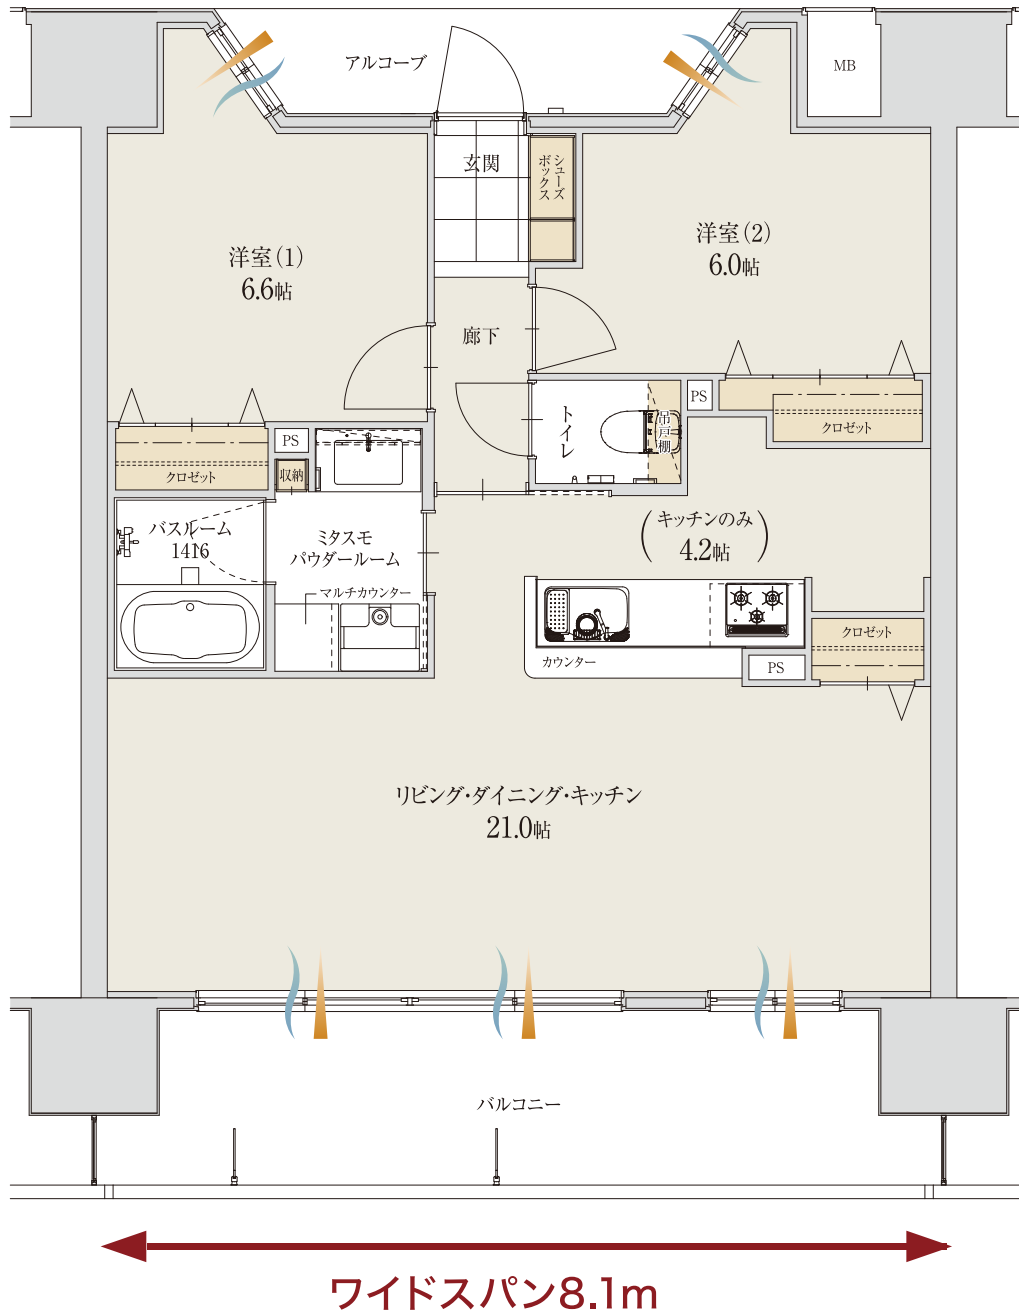 アルコーブ
MB
玄関
シューズ
ボックス
洋室(1)
6.6帖
洋室(2)
6.0帖
廊下
トイレ
吊戸棚
PS
クロゼット
PS
収納
クロゼット
バスルーム
1416
ミタスモ
パウダールーム
マルチカウンター
(キッチンのみ)
4.2帖
カウンター
クロゼット
PS
リビング・ダイニング・キッチン
21.0帖
バルコニー
ワイドスパン8.1m